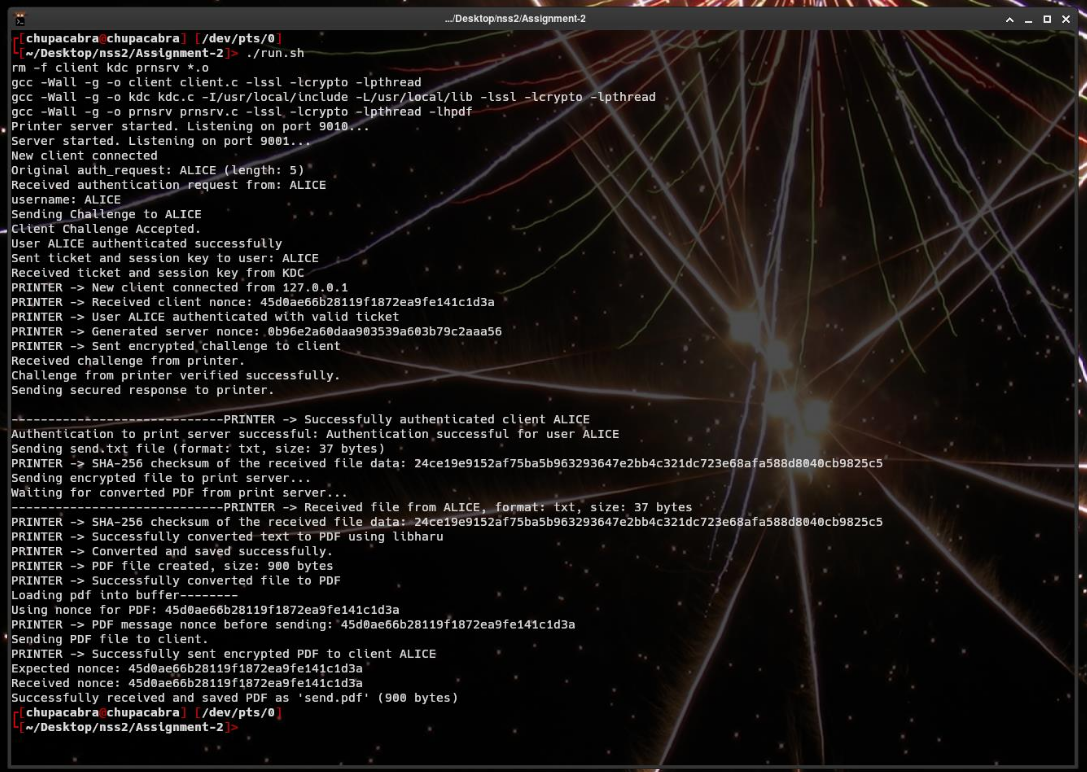 .../Desktop/nss2/Assignment-2
[chupacabra@chupacabra] [/dev/pts/0]
[~/Desktop/nss2/Assignment-2]> ./run.sh
rm -f client kdc prnsrv *.o
gcc -Wall -g -o client client.c -lssl -lcrypto -lpthread
gcc -Wall -g -o kdc kdc.c -I/usr/local/include -L/usr/local/lib -lssl -lcrypto -lpthread
gcc -Wall -g -o prnsrv prnsrv.c -lssl -lcrypto -lpthread -lhpdf
Printer server started. Listening on port 9010...
Server started. Listening on port 9001...
New client connected
Original auth_request: ALICE (length: 5)
Received authentication request from: ALICE
username: ALICE
Sending Challenge to ALICE
Client Challenge Accepted.
User ALICE authenticated successfully
Sent ticket and session key to user: ALICE
Received ticket and session key from KDC
PRINTER -> New client connected from 127.0.0.1
PRINTER -> Received client nonce: 45d0ae66b28119f1872ea9fe141c1d3a
PRINTER -> User ALICE authenticated with valid ticket
PRINTER -> Generated server nonce: 0b96e2a60daa903539a603b79c2aaa56
PRINTER -> Sent encrypted challenge to client
Received challenge from printer.
Challenge from printer verified successfully.
Sending secured response to printer.
-----------------------------PRINTER -> Successfully authenticated client ALICE
Authentication to print server successful: Authentication successful for user ALICE
Sending send.txt file (format: txt, size: 37 bytes)
PRINTER -> SHA-256 checksum of the received file data: 24ce19e9152af75ba5b963293647e2bb4c321dc723e68afa588d8040cb9825c5
Sending encrypted file to print server...
Waiting for converted PDF from print server...
-----------------------------PRINTER -> Received file from ALICE, format: txt, size: 37 bytes
PRINTER -> SHA-256 checksum of the received file data: 24ce19e9152af75ba5b963293647e2bb4c321dc723e68afa588d8040cb9825c5
PRINTER -> Successfully converted text to PDF using libharu
PRINTER -> Converted and saved successfully.
PRINTER -> PDF file created, size: 900 bytes
PRINTER -> Successfully converted file to PDF
Loading pdf into buffer--------
Using nonce for PDF: 45d0ae66b28119f1872ea9fe141c1d3a
PRINTER -> PDF message nonce before sending: 45d0ae66b28119f1872ea9fe141c1d3a
Sending PDF file to client.
PRINTER -> Successfully sent encrypted PDF to client ALICE
Expected nonce: 45d0ae66b28119f1872ea9fe141c1d3a
Received nonce: 45d0ae66b28119f1872ea9fe141c1d3a
Successfully received and saved PDF as 'send.pdf' (900 bytes)
[chupacabra@chupacabra] [/dev/pts/0]
[~/Desktop/nss2/Assignment-2]>